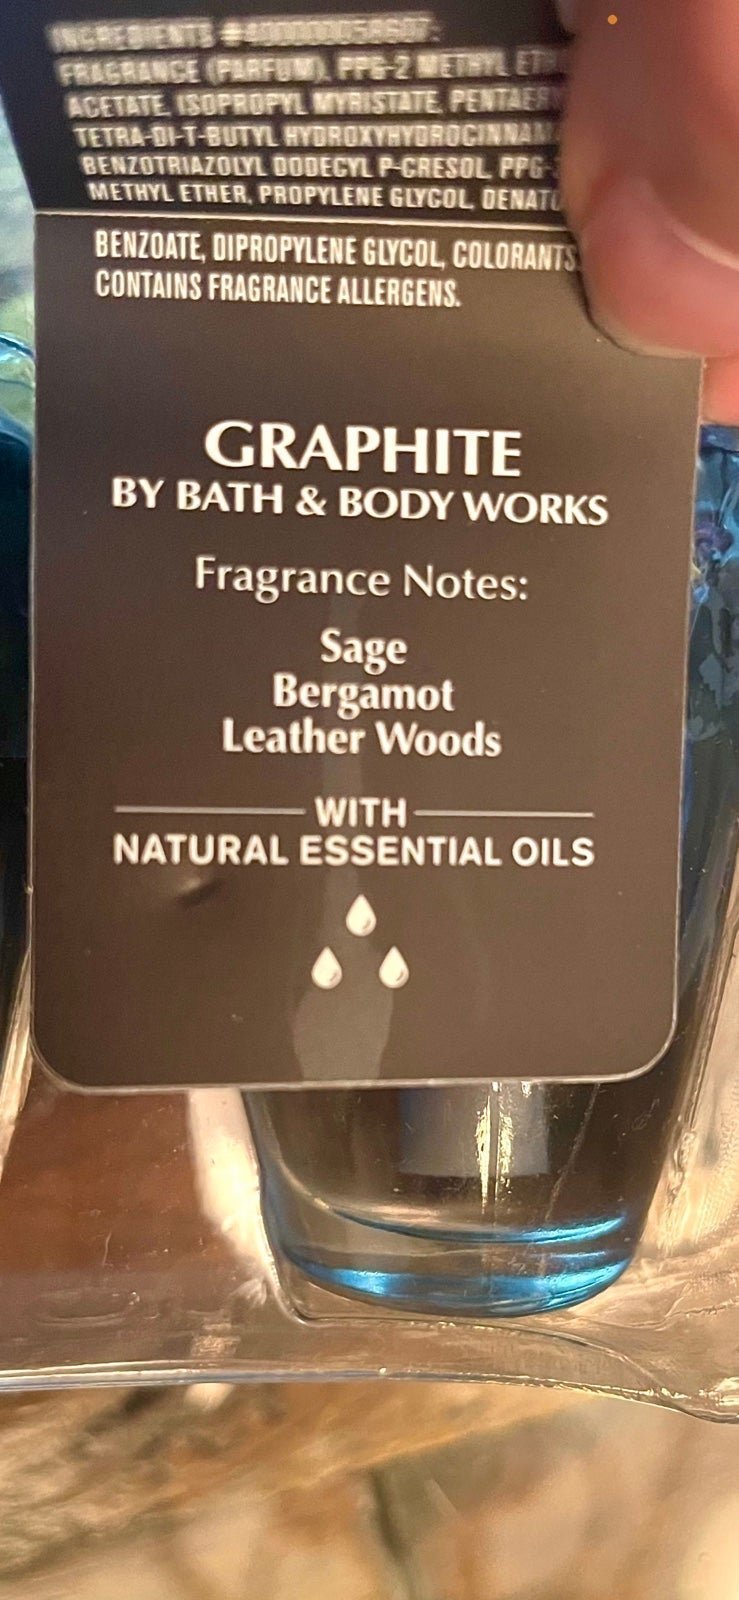 INGREDIENTS
FRAGRANCE (PARFUM), PPG-2 METHYL
ACETATE, ISOPROPYL MYRISTATE,
TETRA-DI-T-BUTYL
BENZOTRIAZOLYL DODECYL P-CRESOL, PPG-
METHYL ETHER, PROPYLENE GLYCOL,
BENZOATE, DIPROPYLENE GLYCOL, COLORANTS.
CONTAINS FRAGRANCE ALLERGENS.
GRAPHITE
BY BATH & BODY WORKS
Fragrance Notes:
Sage
Bergamot
Leather Woods
WITH
NATURAL ESSENTIAL OILS